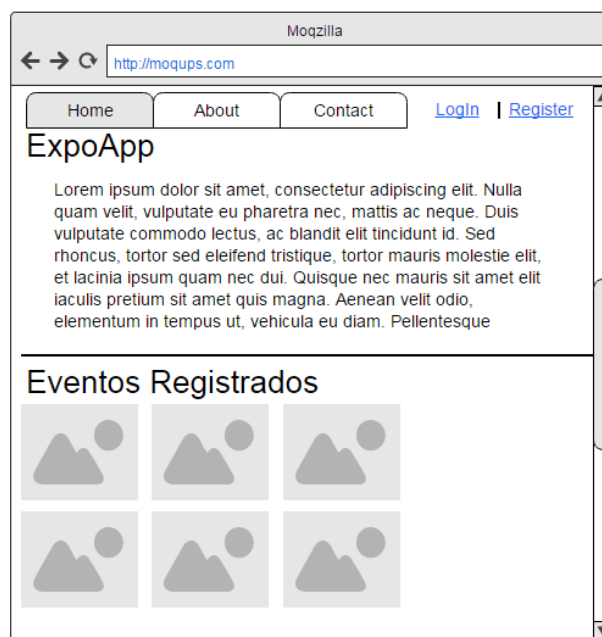 Moqzilla
http://moqups.com
Home About Contact LogIn | Register
ExpoApp
Lorem ipsum dolor sit amet, consectetur adipiscing elit. Nulla
quam velit, vulputate eu pharetra nec, mattis ac neque. Duis
vulputate commodo lectus, ac blandit elit tincidunt id. Sed
rhoncus, tortor sed eleifend tristique, tortor mauris molestie elit,
et lacinia ipsum quam nec dui. Quisque nec mauris sit amet elit
iaculis pretium sit amet quis magna. Aenean velit odio,
elementum in tempus ut, vehicula eu diam. Pellentesque
Eventos Registrados